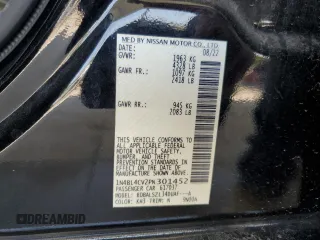 MFD BY NISSAN MOTOR CO., LTD.
DATE: 08/22
GVWR: 1963 KG
4328 LB
GAWR FR: 1097 KG
2418 LB
GAWR RR: 945 KG
2083 LB
THIS VEHICLE CONFORMS TO ALL APPLICABLE
FEDERAL MOTOR VEHICLE SAFETY,
BUMPER, AND THEFT PREVENTION STANDARDS
IN EFFECT ON THE DATE OF MANUFACTURE
SHOWN ABOVE.
1N4BL4CV2PN301452
PASSENGER CAR
COLOR: KH3 TRIM: H